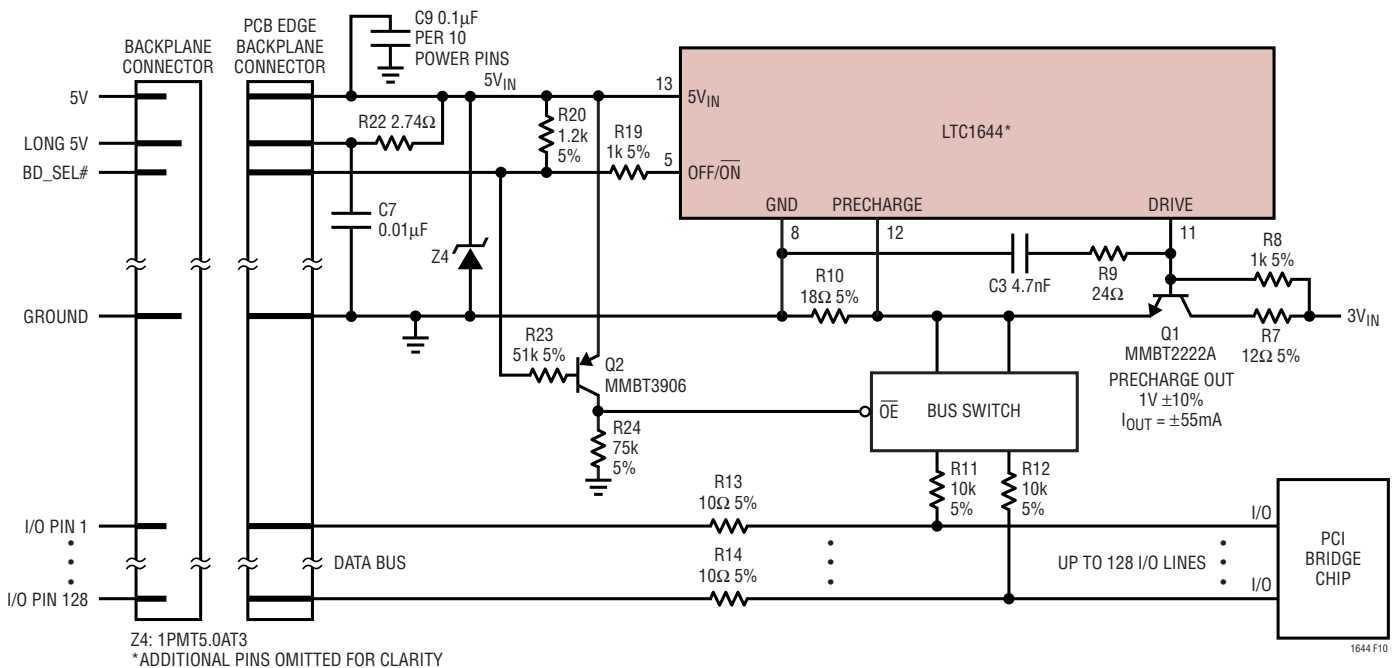 C9 0.1µF
PER 10
POWER PINS
BACKPLANE
CONNECTOR
PCB EDGE
BACKPLANE
CONNECTOR
5V
LONG 5V
BD_SEL#
GROUND
I/O PIN 1
I/O PIN 128
5VIN
13
5VIN
R22 2.74Ω
R20
1.2k
5%
R19
1k 5%
5
OFF/ON
LTC1644*
GND
PRECHARGE
DRIVE
8
12
11
C7
0.01µF
Z4
R10
18Ω 5%
C3 4.7nF
R9
24Ω
R8
1k 5%
3VIN
R7
12Ω 5%
Q1
MMBT2222A
PRECHARGE OUT
1V ±10%
IOUT = ±55mA
R23
51k 5%
Q2
MMBT3906
R24
75k
5%
OE
BUS SWITCH
R11
10k
5%
R12
10k
5%
R13
10Ω 5%
R14
10Ω 5%
DATA BUS
UP TO 128 I/O LINES
I/O
I/O
PCI
BRIDGE
CHIP
Z4: 1PMT5.0AT3
*ADDITIONAL PINS OMITTED FOR CLARITY
1644 F10